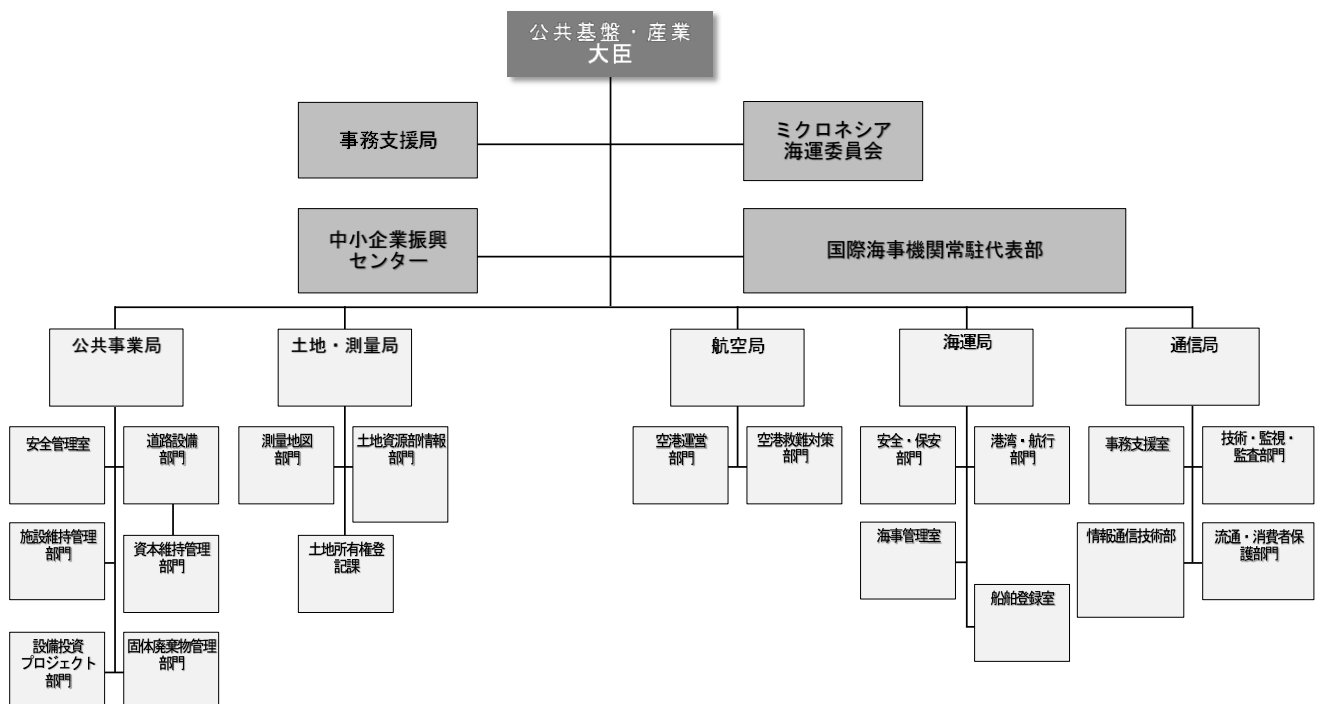 公共基盤・産業
大臣
事務支援局
ミクロネシア
海運委員会
中小企業振興
センター
国際海事機関常駐代表部
公共事業局
土地・測量局
航空局
海運局
通信局
安全管理室
道路設備
部門
測量地図
部門
土地資源部情報
部門
空港運営
部門
空港救難対策
部門
安全・保安
部門
港湾・航行
部門
事務支援室
技術・監視・
監査部門
施設維持管理
部門
資本維持管理
部門
土地所有権登
記課
海事管理室
船舶登録室
情報通信技術部
流通・消費者保
護部門
設備投資
プロジェクト
部門
固体廃棄物管理
部門